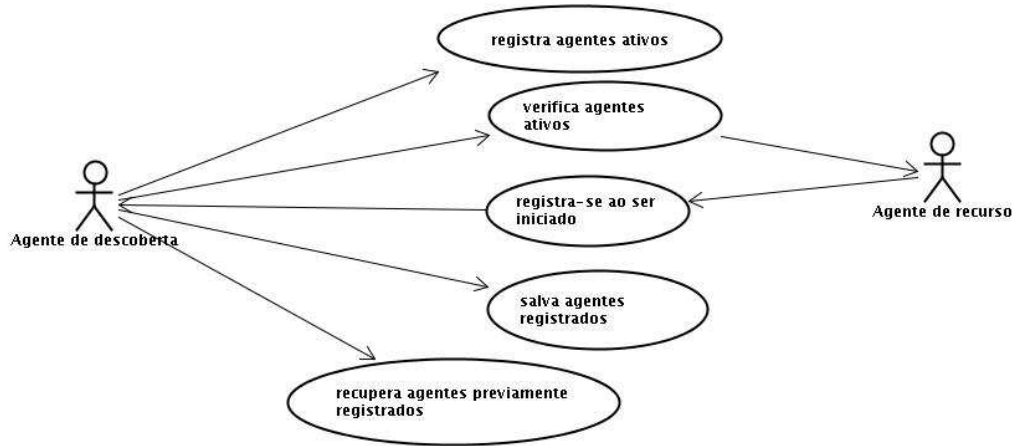 registra agentes ativos
verifica agentes
ativos
registra-se ao ser
iniciado
Agente de descoberta
Agente de recurso
salva agentes
registrados
recupera agentes previamente
registrados